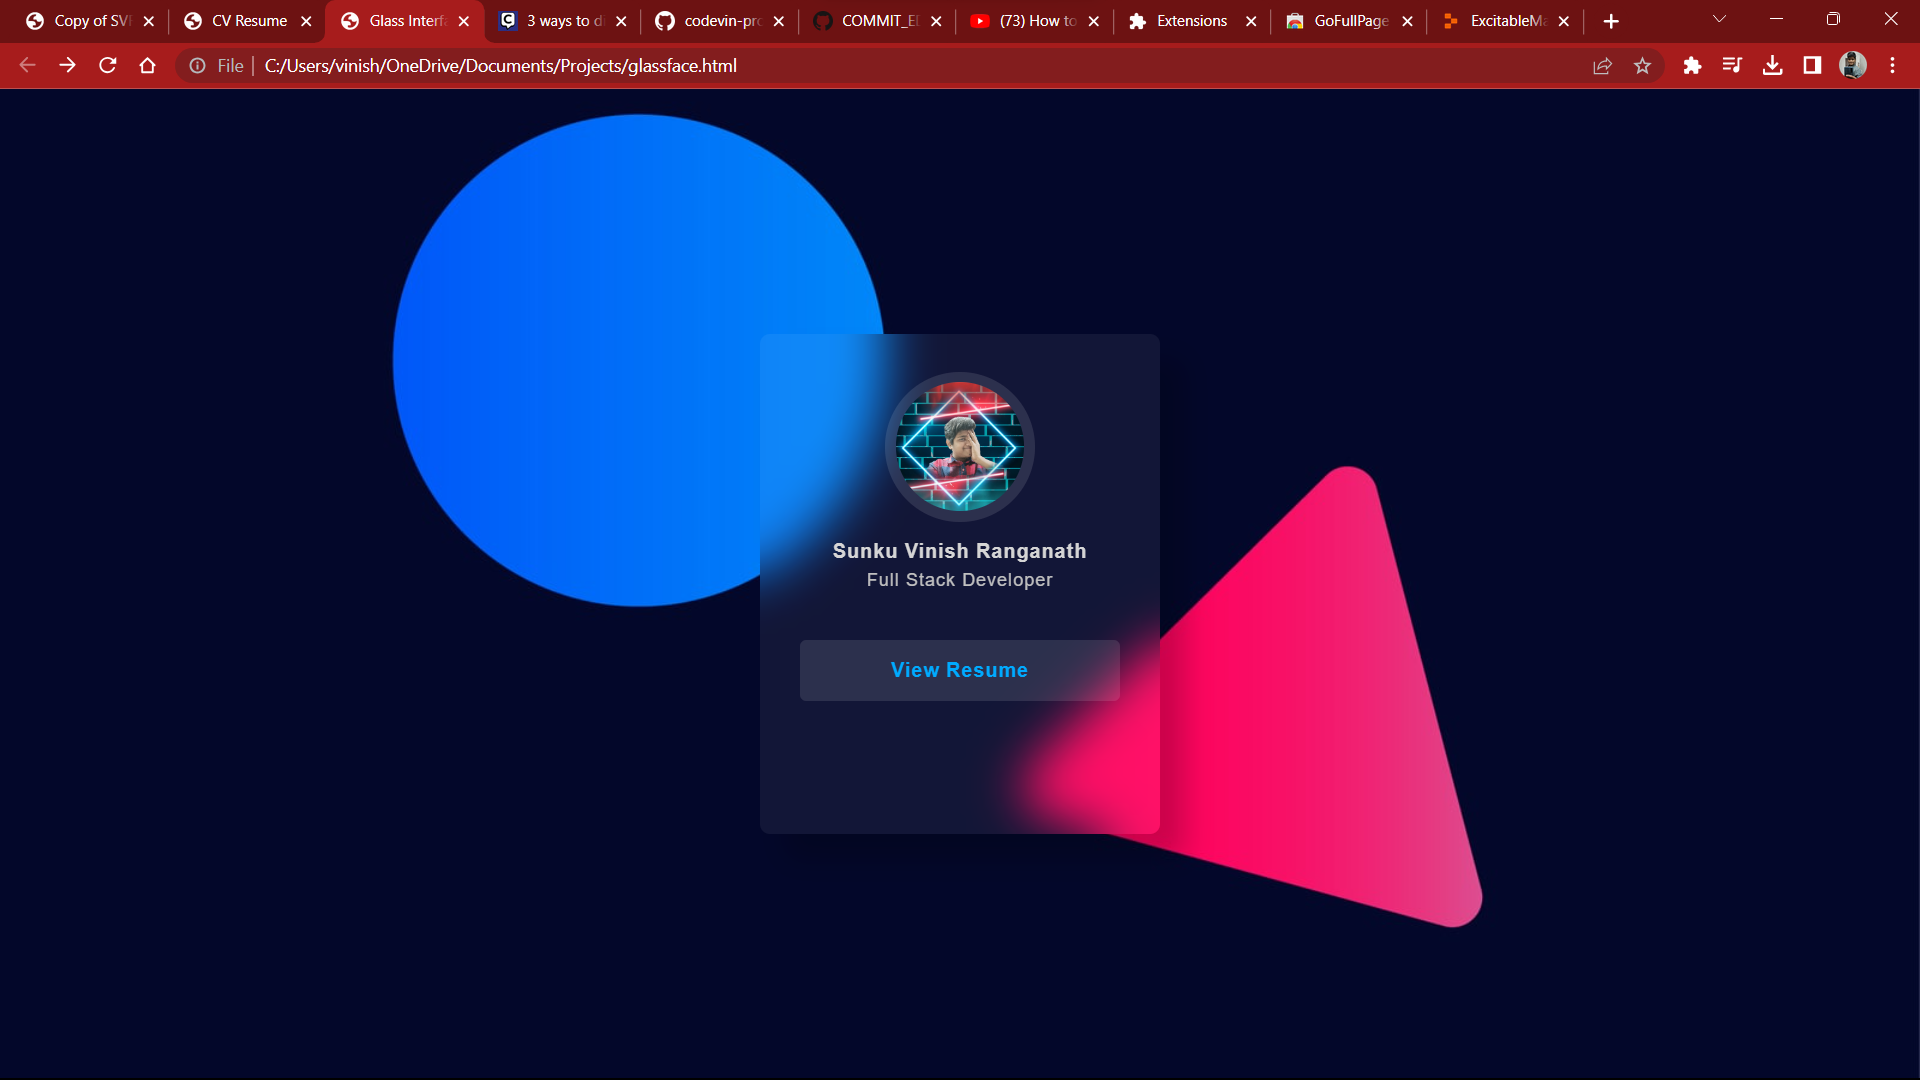 Copy of SV
CV Resume
Glass Interf
3 ways to d
codevin-pro
COMMIT_E
(73) How to
Extensions
GoFullPage
ExcitableMa
File
C:/Users/vinish/OneDrive/Documents/Projects/glassface.html
Sunku Vinish Ranganath
Full Stack Developer
View Resume